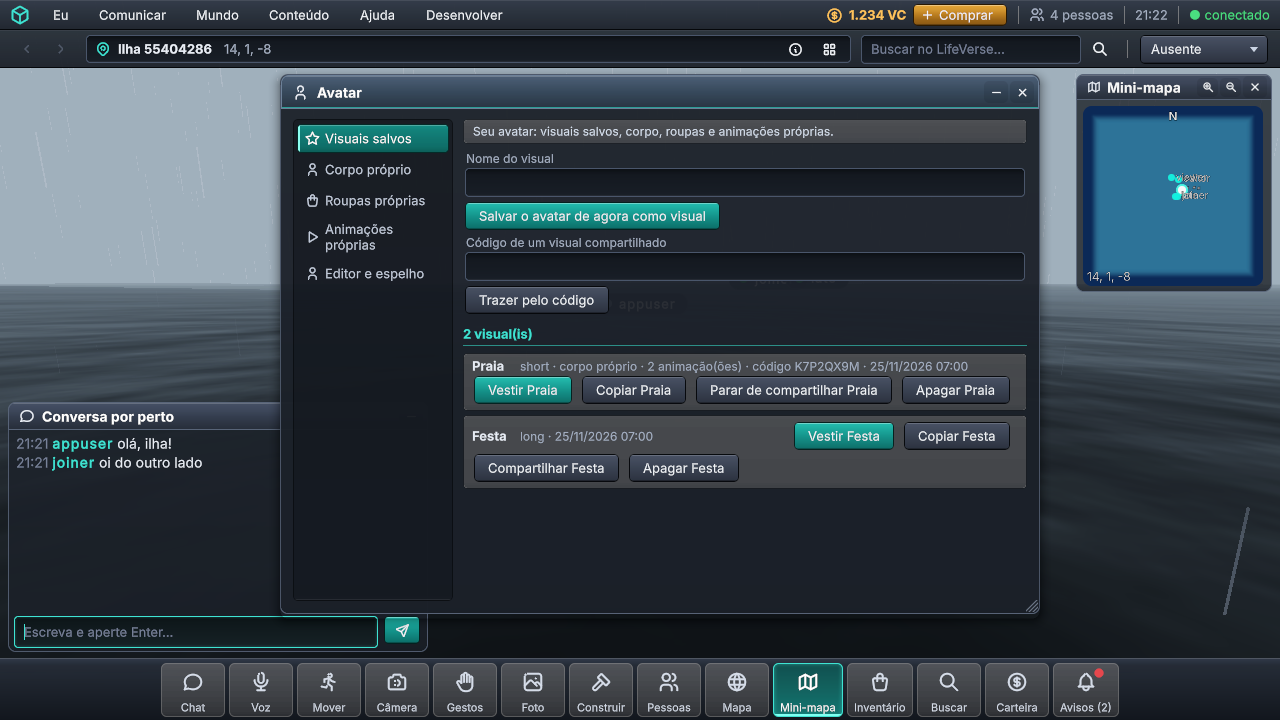 Eu Comunicar Mundo Conteúdo Ajuda Desenvolver 1.234 VC + Comprar 4 pessoas 21:22 conectado
Ilha 55404286 14, 1, -8 Buscar no LifeVerse... Ausente
Avatar
Mini-mapa
N
14, 1, -8
Visuais salvos
Corpo próprio
Roupas próprias
Animações
próprias
Editor e espelho
Seu avatar: visuais salvos, corpo, roupas e animações próprias.
Nome do visual
Salvar o avatar de agora como visual
Código de um visual compartilhado
Trazer pelo código
appuser
2 visual(is)
Praia short · corpo próprio · 2 animação(ões) · código K7P2QX9M · 25/11/2026 07:00
Vestir Praia Copiar Praia Parar de compartilhar Praia Apagar Praia
Festa long · 25/11/2026 07:00 Vestir Festa Copiar Festa
Compartilhar Festa Apagar Festa
Conversa por perto
21:21 appuser olá, ilha!
21:21 joiner oi do outro lado
Escreva e aperte Enter...
Chat Voz Mover Câmera Gestos Foto Construir Pessoas Mapa Mini-mapa Inventário Buscar Carteira Avisos (2)